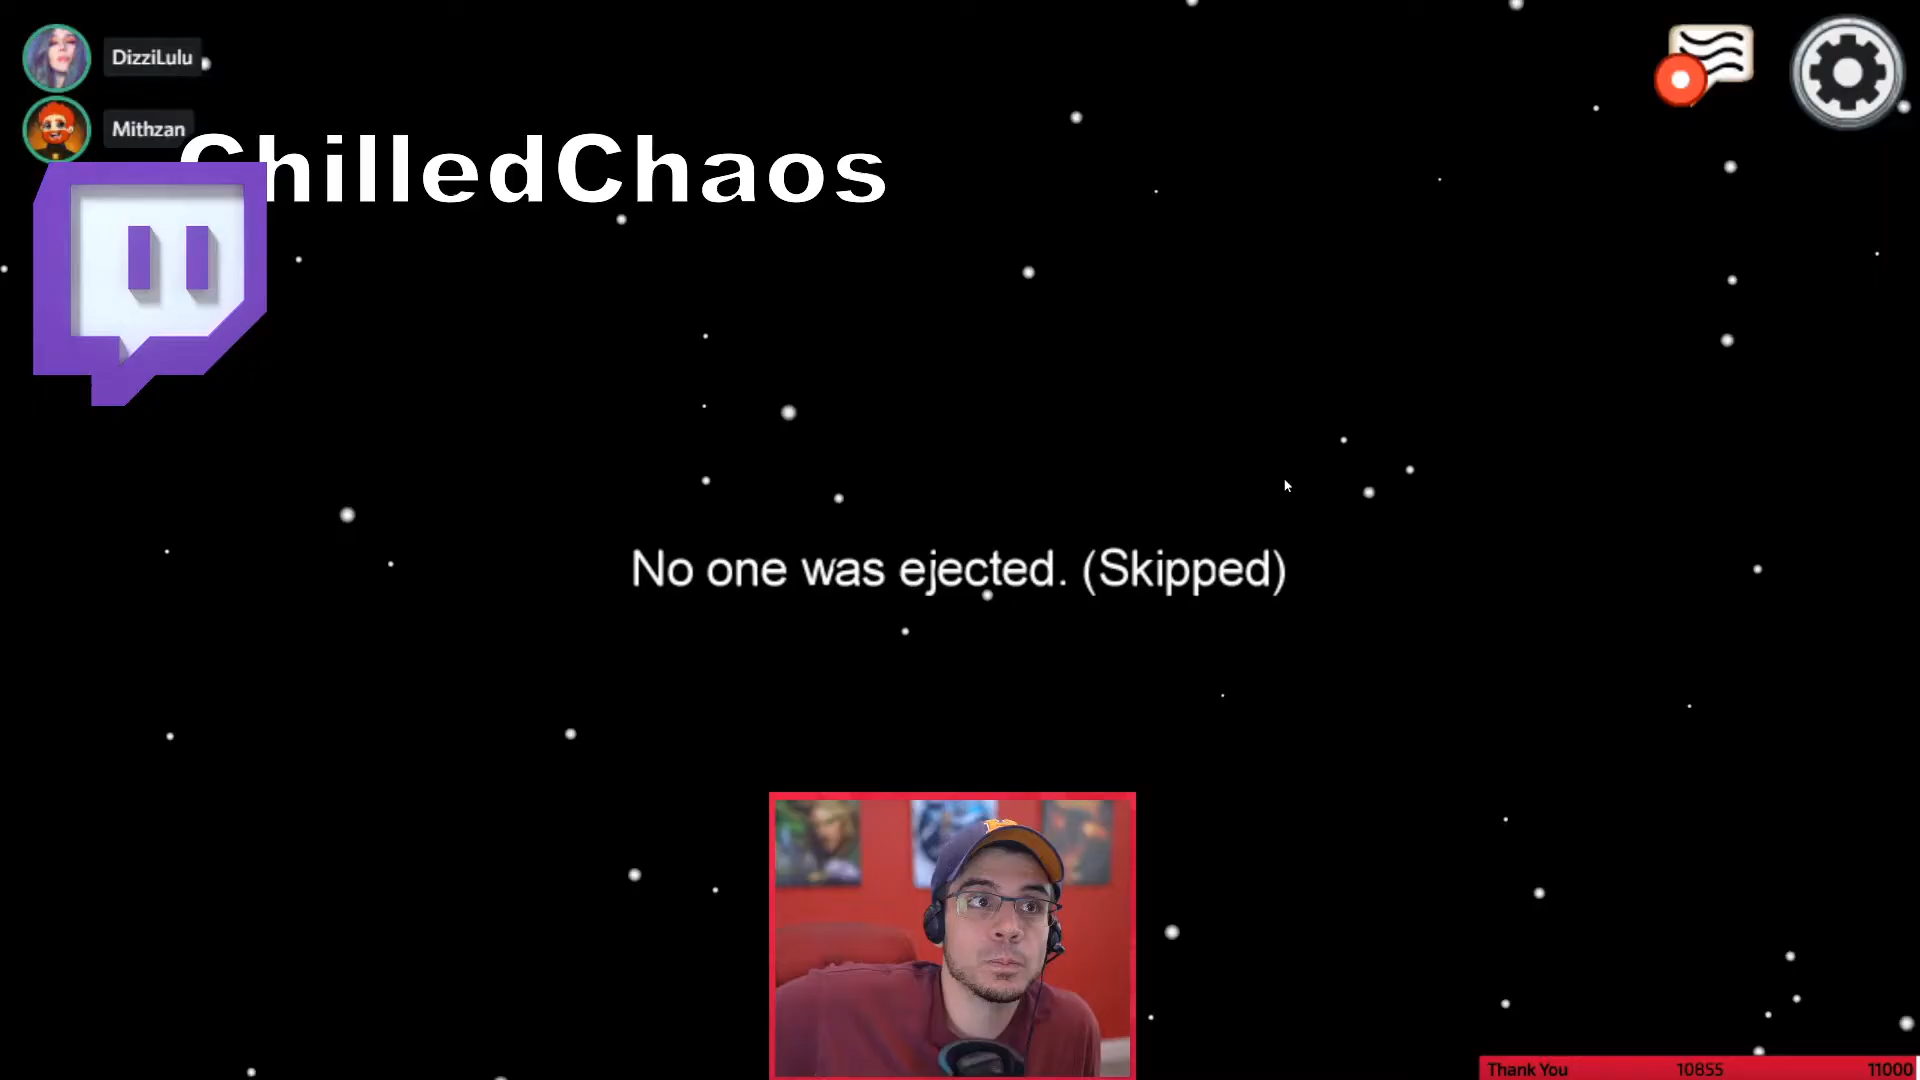 DizziLulu
Mithzan
ChilledChaos
No one was ejected. (Skipped)
Thank You 10855 11000